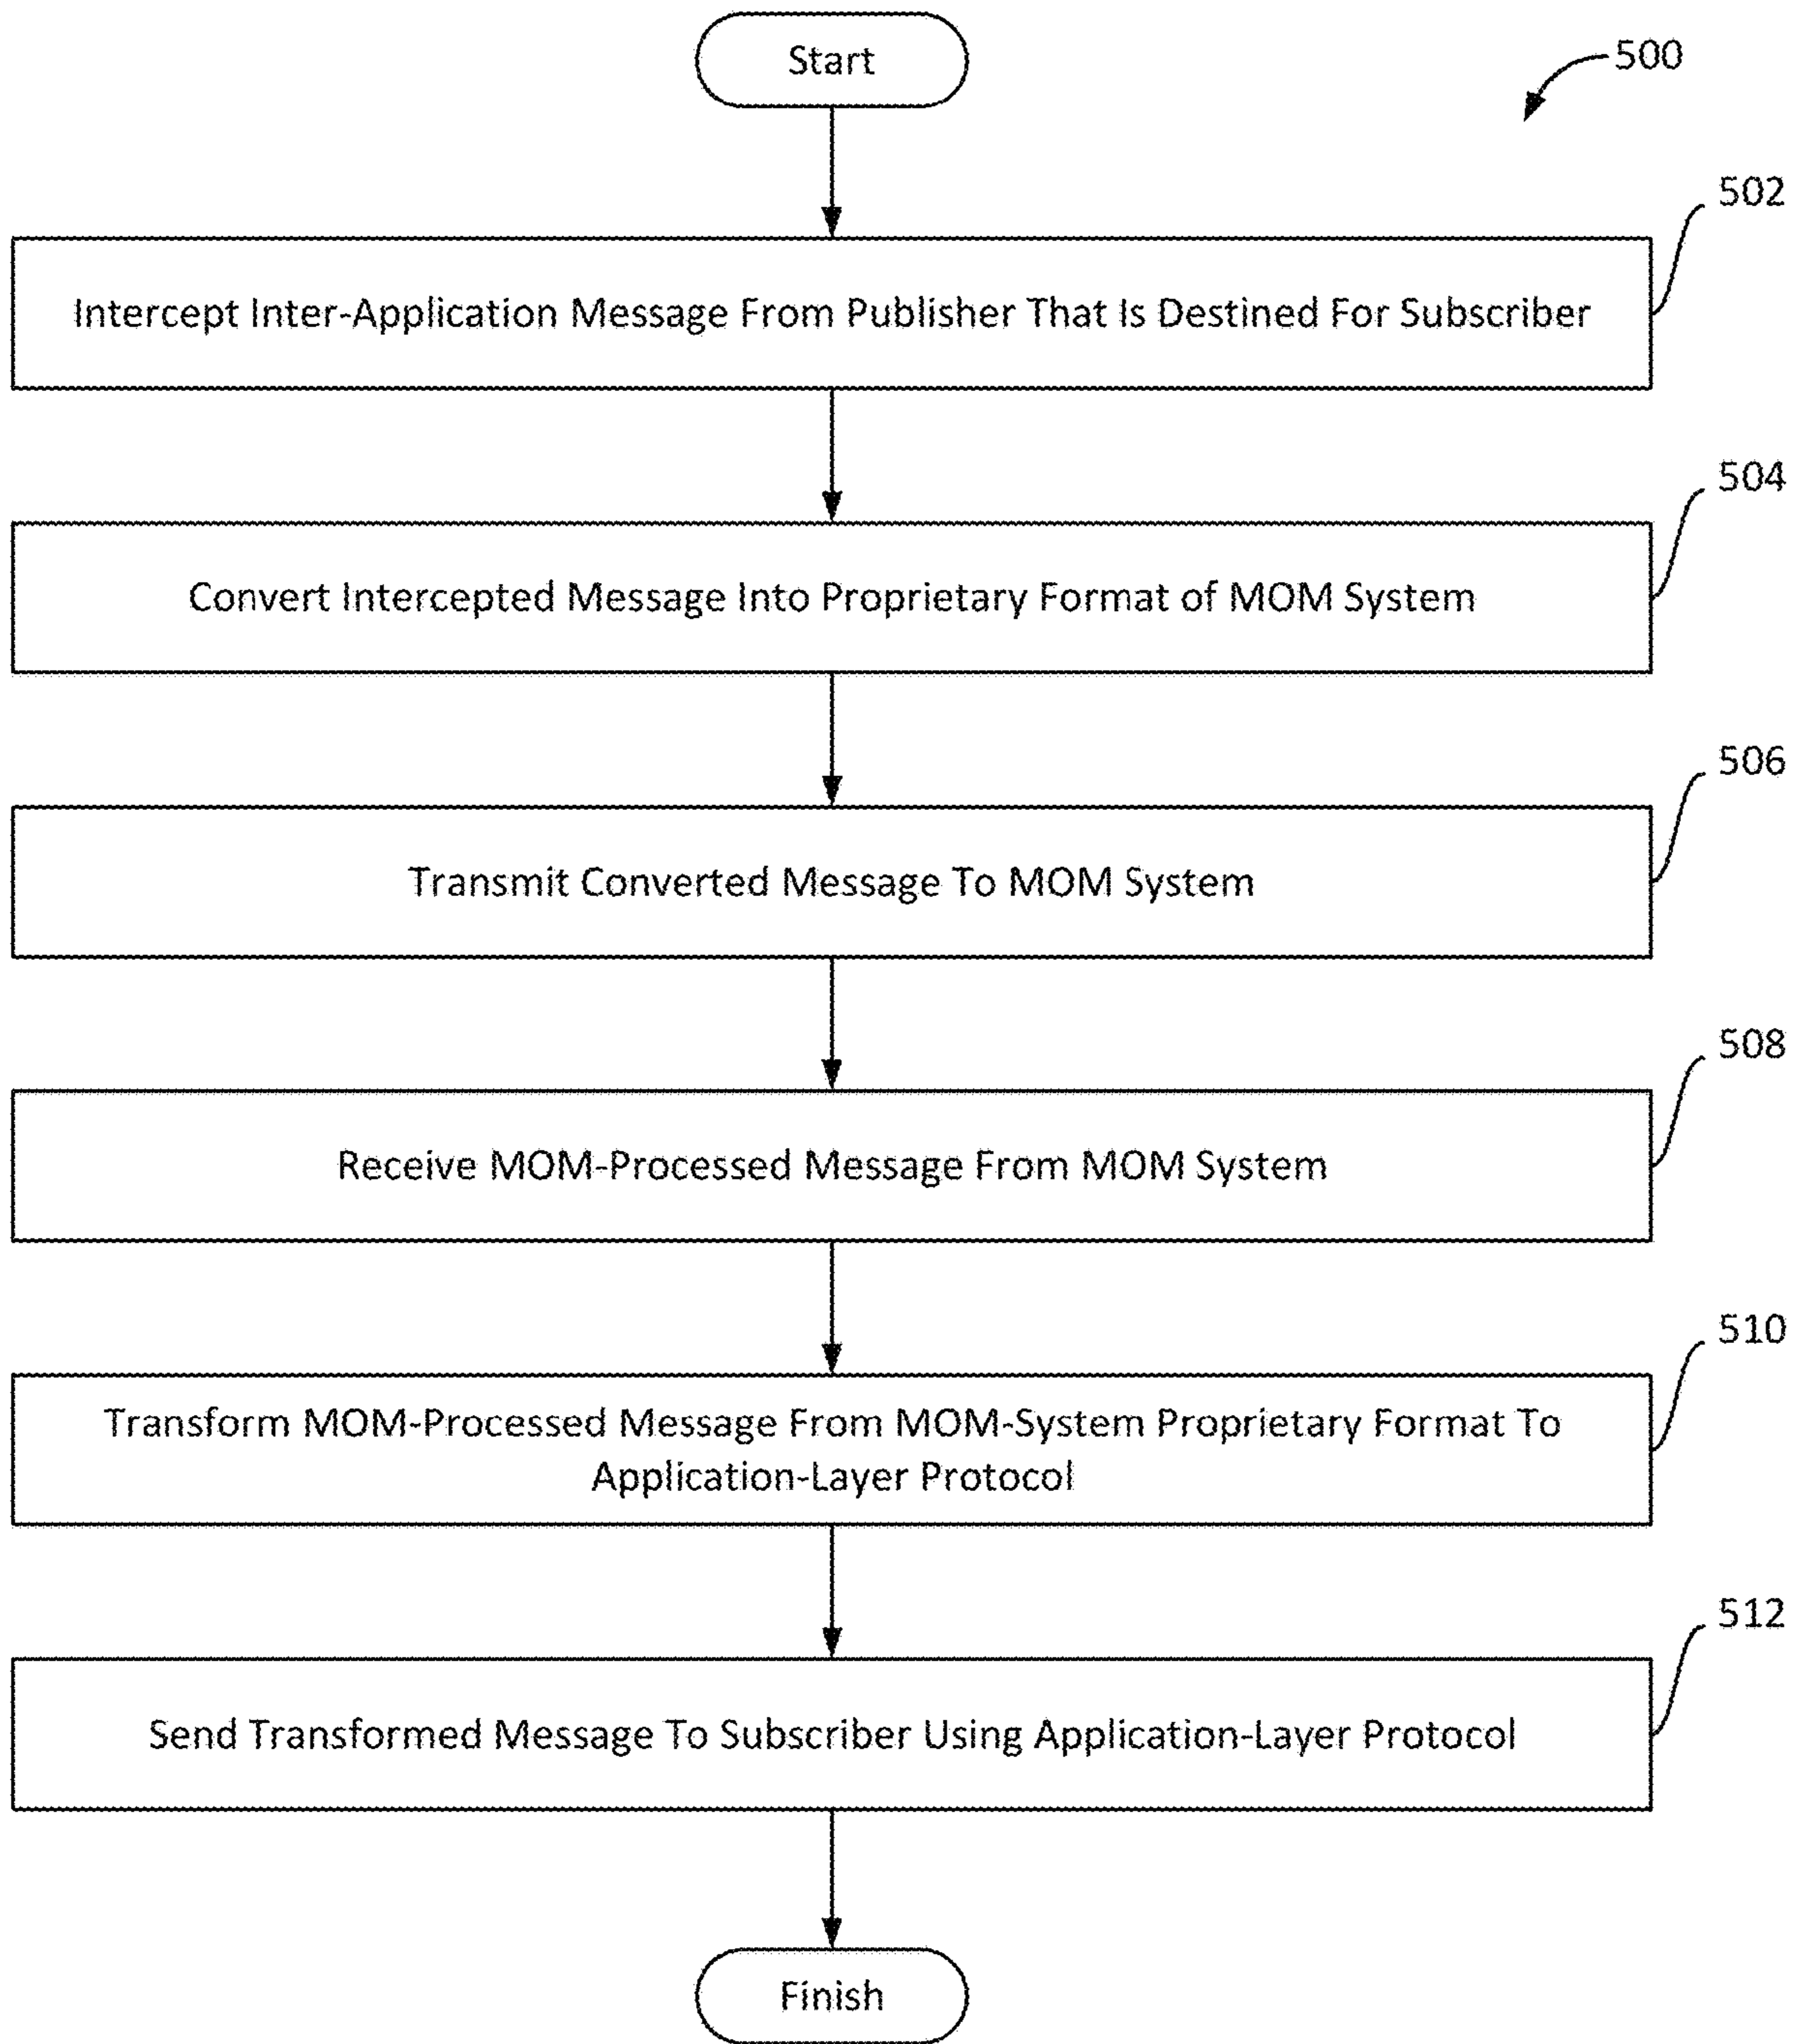 Start
500
502
Intercept Inter-Application Message From Publisher That Is Destined For Subscriber
504
Convert Intercepted Message Into Proprietary Format of MOM System
506
Transmit Converted Message To MOM System
508
Receive MOM-Processed Message From MOM System
510
Transform MOM-Processed Message From MOM-System Proprietary Format To
Application-Layer Protocol
512
Send Transformed Message To Subscriber Using Application-Layer Protocol
Finish